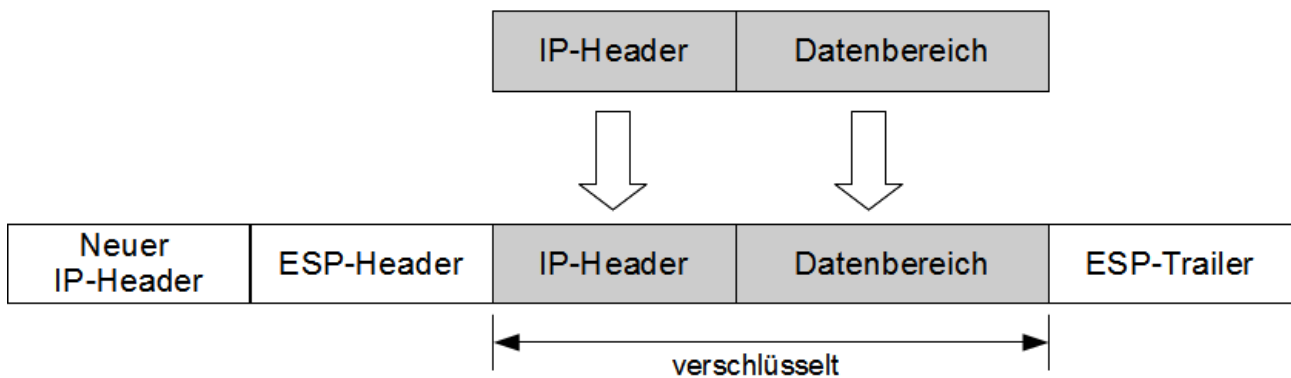 IP-Header Datenbereich
Neuer
IP-Header ESP-Header IP-Header Datenbereich ESP-Trailer
verschlüsselt